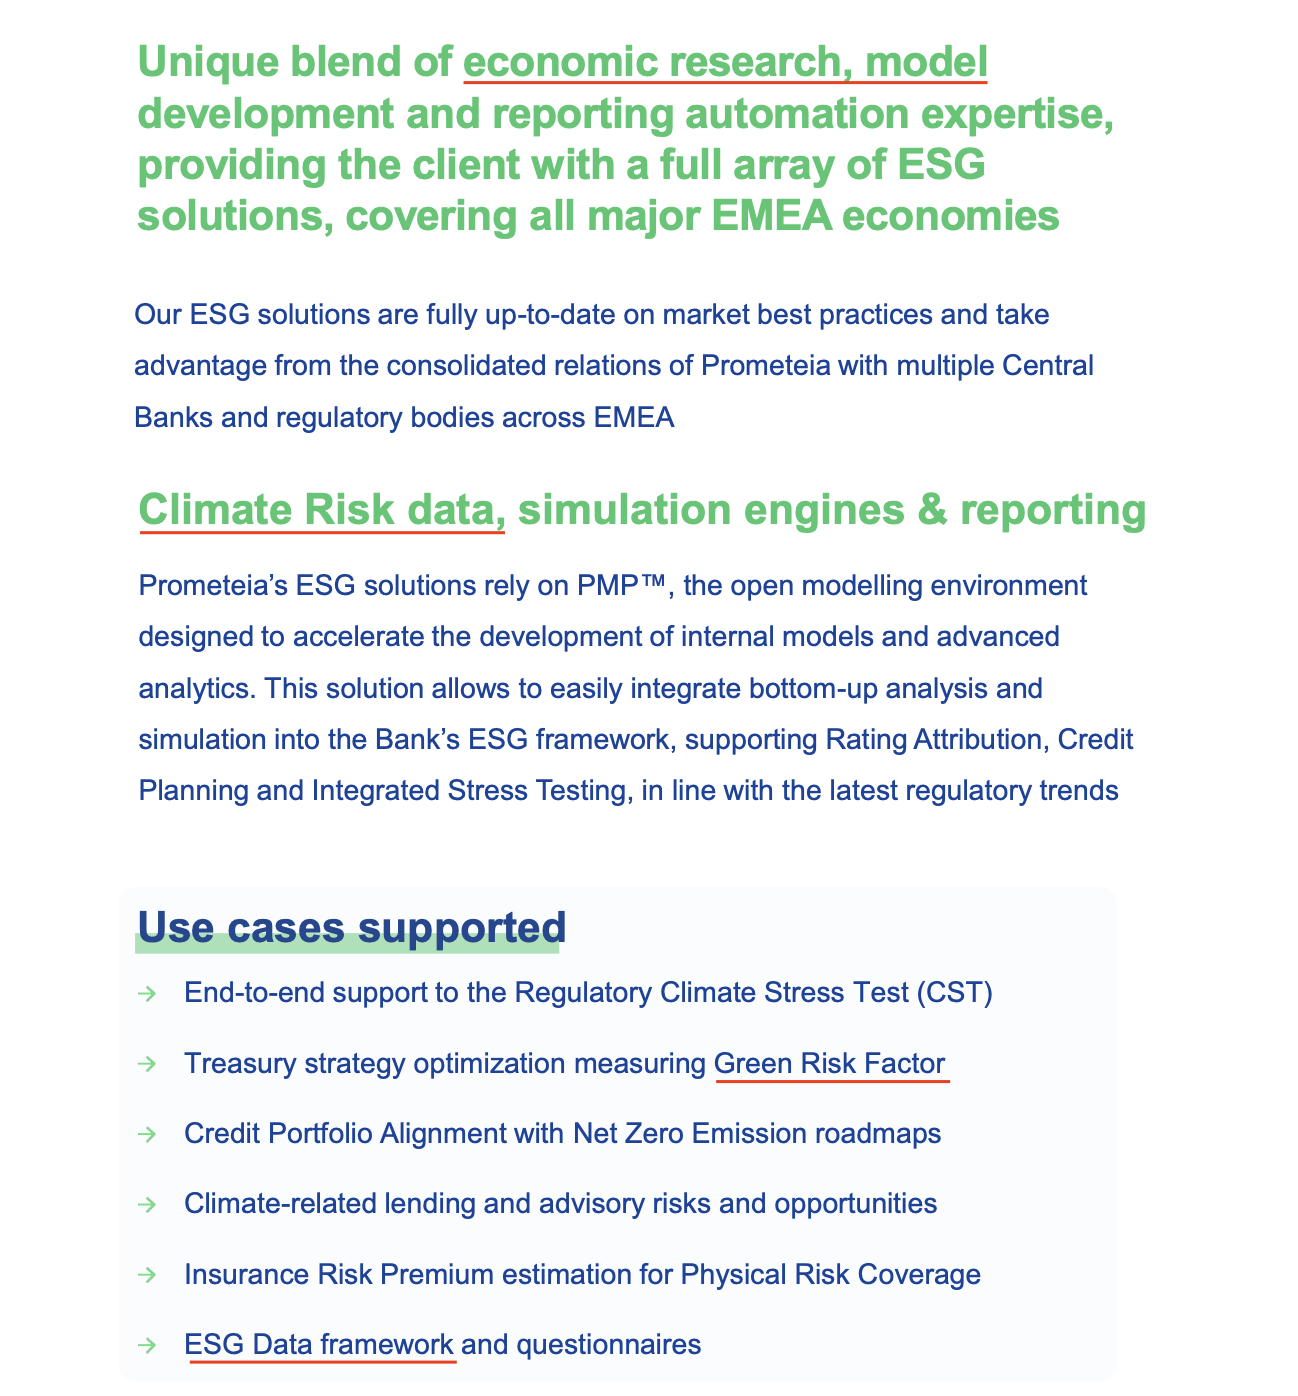 Unique blend of economic research, model
development and reporting automation expertise,
providing the client with a full array of ESG
solutions, covering all major EMEA economies
Our ESG solutions are fully up-to-date on market best practices and take
advantage from the consolidated relations of Prometeia with multiple Central
Banks and regulatory bodies across EMEA
Climate Risk data, simulation engines & reporting
Prometeia’s ESG solutions rely on PMP™, the open modelling environment
designed to accelerate the development of internal models and advanced
analytics. This solution allows to easily integrate bottom-up analysis and
simulation into the Bank’s ESG framework, supporting Rating Attribution, Credit
Planning and Integrated Stress Testing, in line with the latest regulatory trends
Use cases supported
→ End-to-end support to the Regulatory Climate Stress Test (CST)
→ Treasury strategy optimization measuring Green Risk Factor
→ Credit Portfolio Alignment with Net Zero Emission roadmaps
→ Climate-related lending and advisory risks and opportunities
→ Insurance Risk Premium estimation for Physical Risk Coverage
→ ESG Data framework and questionnaires